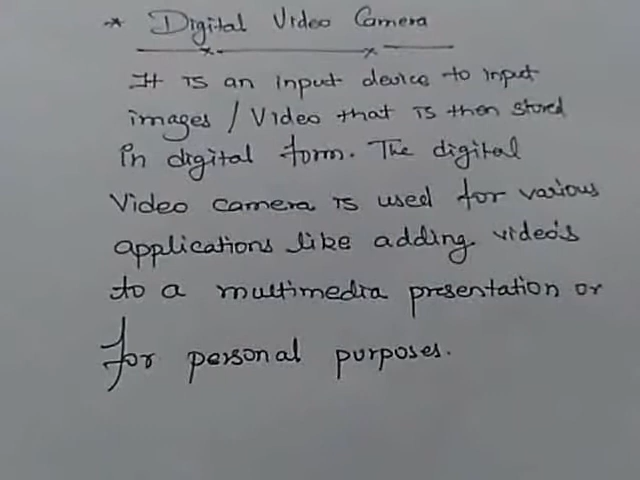 * Digital Video Camera
It is an input device to input
images / Video that is then stored
in digital form. The digital
Video camera is used for various
applications like adding video's
to a multimedia presentation or
for personal purposes.